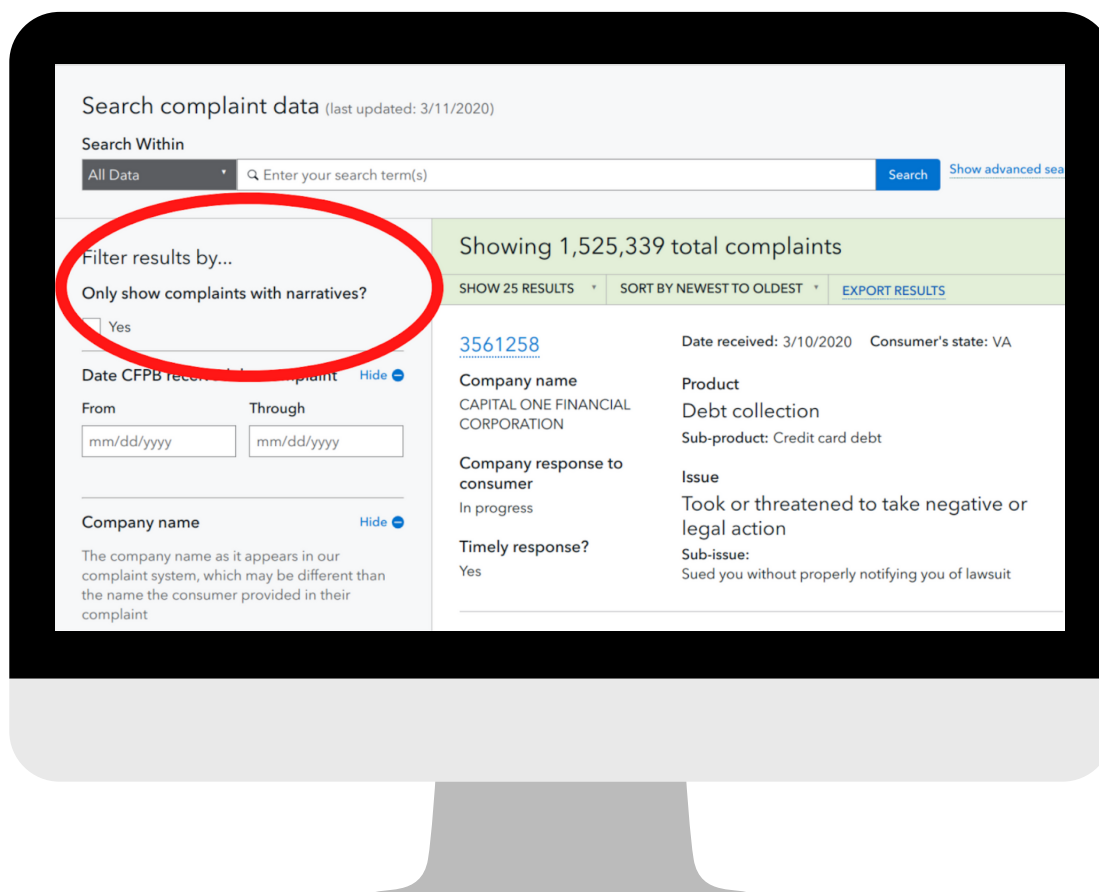 Search complaint data (last updated: 3/11/2020)
Search Within
All Data
Enter your search term(s)
Search
Show advanced sea
Filter results by...
Only show complaints with narratives?
Yes
Date CFPB received complaint
Hide
From
Through
mm/dd/yyyy
mm/dd/yyyy
Company name
Hide
The company name as it appears in our
complaint system, which may be different than
the name the consumer provided in their
complaint
Showing 1,525,339 total complaints
SHOW 25 RESULTS
SORT BY NEWEST TO OLDEST
EXPORT RESULTS
3561258
Date received: 3/10/2020 Consumer's state: VA
Company name
CAPITAL ONE FINANCIAL
CORPORATION
Company response to
consumer
In progress
Timely response?
Yes
Product
Debt collection
Sub-product: Credit card debt
Issue
Took or threatened to take negative or
legal action
Sub-issue:
Sued you without properly notifying you of lawsuit